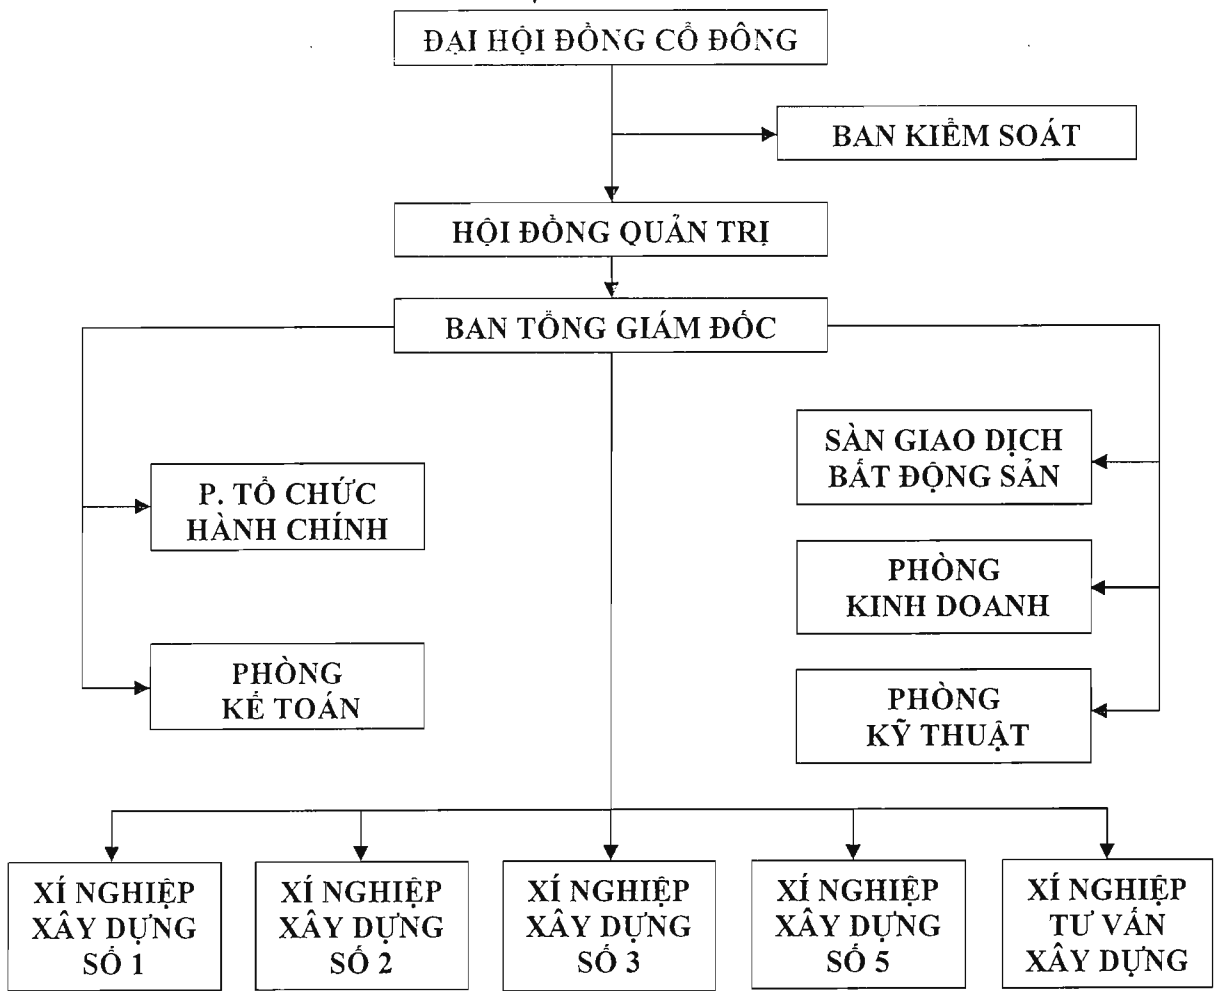 ĐẠI HỘI ĐỒNG CỔ ĐÔNG
BAN KIỂM SOÁT
HỘI ĐỒNG QUẢN TRỊ
BAN TỔNG GIÁM ĐỐC
SÀN GIAO DỊCH
BẤT ĐỘNG SẢN
P. TỔ CHỨC
HÀNH CHÍNH
PHÒNG
KINH DOANH
PHÒNG
KẾ TOÁN
PHÒNG
KỸ THUẬT
XÍ NGHIỆP
XÂY DỰNG
SỐ 1
XÍ NGHIỆP
XÂY DỰNG
SỐ 2
XÍ NGHIỆP
XÂY DỰNG
SỐ 3
XÍ NGHIỆP
XÂY DỰNG
SỐ 5
XÍ NGHIỆP
TƯ VẤN
XÂY DỰNG